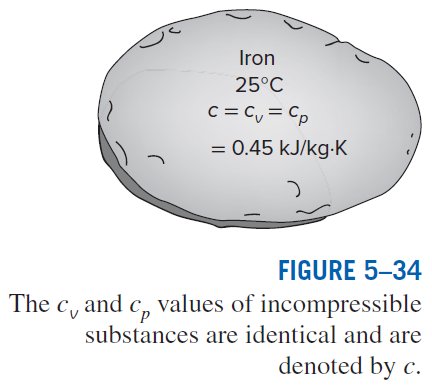 Iron
25°C
c = cᵥ = cₚ
= 0.45 kJ/kg·K
FIGURE 5–34
The cᵥ and cₚ values of incompressible
substances are identical and are
denoted by c.